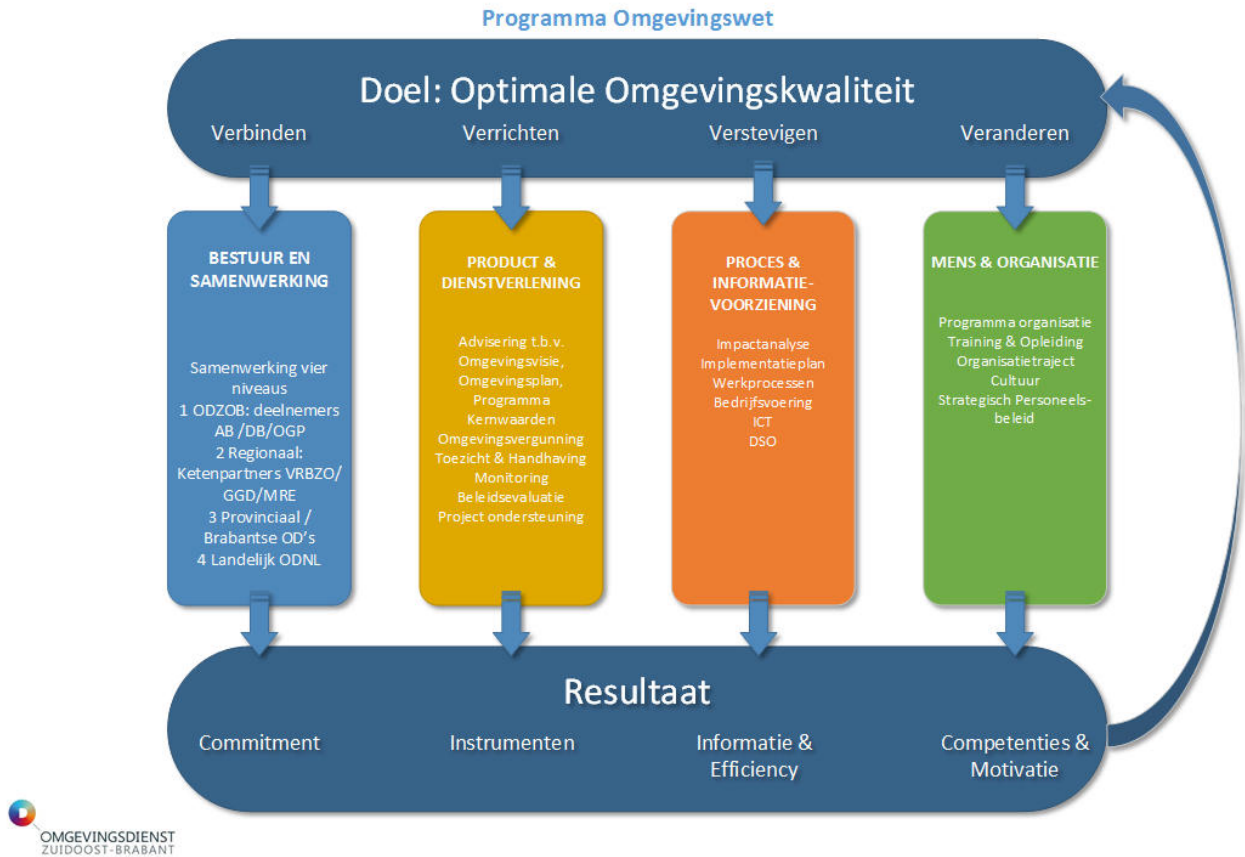 Programma Omgevingswet
Doel: Optimale Omgevingskwaliteit
Verbinden
Verrichten
Verstevigen
Veranderen
BESTUUR EN
SAMENWERKING
Samenwerking vier
niveaus
1 ODZOB: deelnemers
AB /DB/OGP
2 Regionaal:
Ketenpartners VRBZO/
GGD/MRE
3 Provinciaal /
Brabantse OD's
4 Landelijk ODNL
PRODUCT &
DIENSTVERLENING
Advisering t.b.v.
Omgevingsvisie,
Omgevingsplan,
Programma
Kernwaarden
Omgevingsvergunning
Toezicht & Handhaving
Monitoring
Beleidsevaluatie
Project ondersteuning
PROCES &
INFORMATIE-
VOORZIENING
Impactanalyse
Implementatieplan
Werkprocessen
Bedrijfsvoering
ICT
DSO
MENS & ORGANISATIE
Programma organisatie
Training & Opleiding
Organisatietraject
Cultuur
Strategisch Personeels-
beleid
Resultaat
Commitment
Instrumenten
Informatie &
Efficiency
Competenties &
Motivatie
OMGEVINGSDIENST
ZUIDOOST-BRABANT